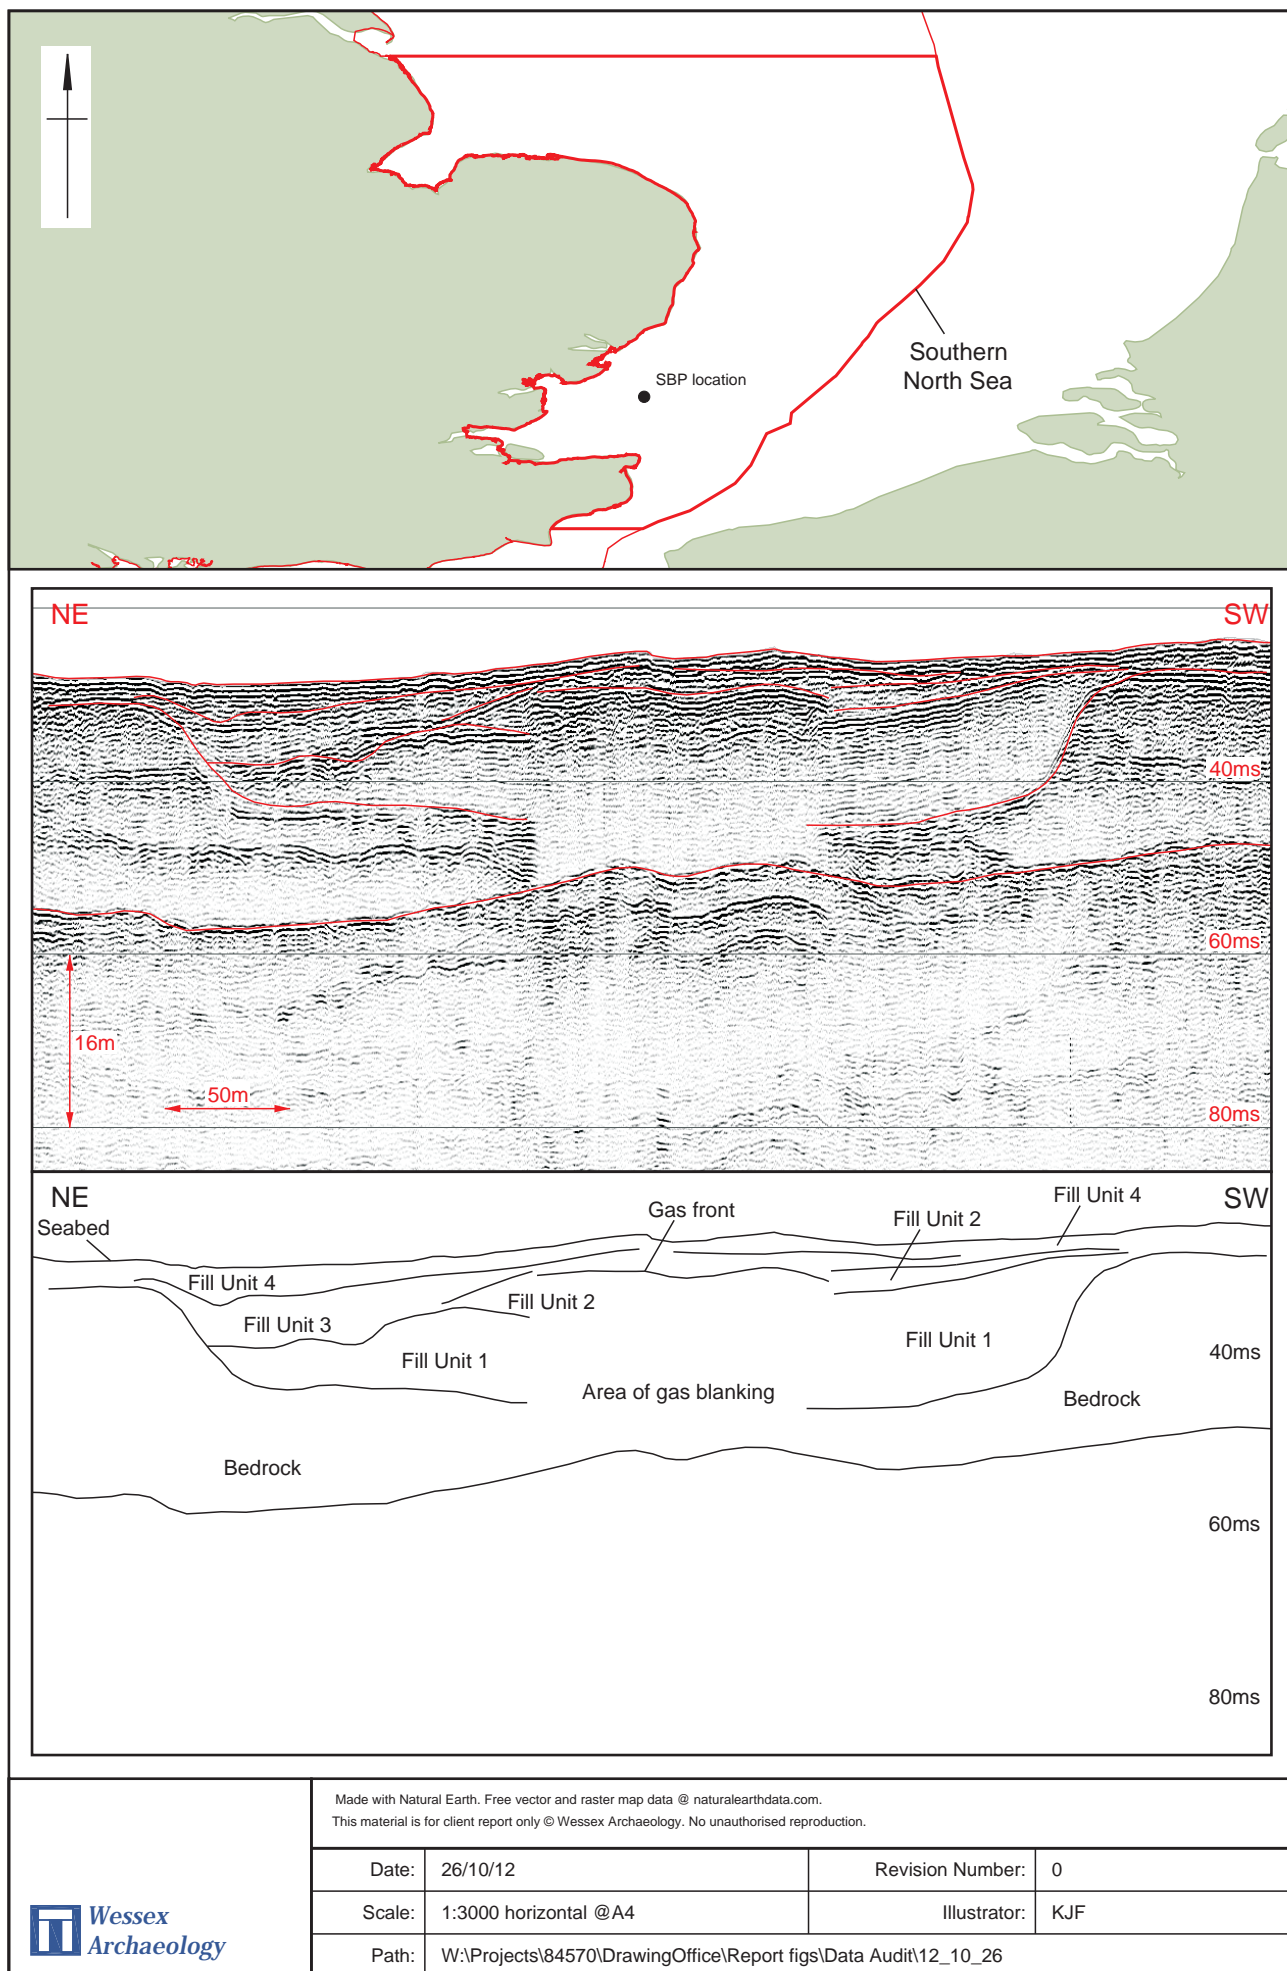 SBP location
Southern
North Sea
NE
SW
40ms
60ms
16m
50m
80ms
NE
SW
Seabed
Gas front
Fill Unit 2
Fill Unit 4
Fill Unit 4
Fill Unit 2
Fill Unit 3
Fill Unit 1
Fill Unit 1
40ms
Area of gas blanking
Bedrock
Bedrock
60ms
80ms
Made with Natural Earth. Free vector and raster map data @ naturalearthdata.com.
This material is for client report only © Wessex Archaeology. No unauthorised reproduction.
Date: 26/10/12 Revision Number: 0
Scale: 1:3000 horizontal @A4 Illustrator: KJF
Path: W:\Projects\84570\DrawingOffice\Report figs\Data Audit\12_10_26
Wessex
Archaeology